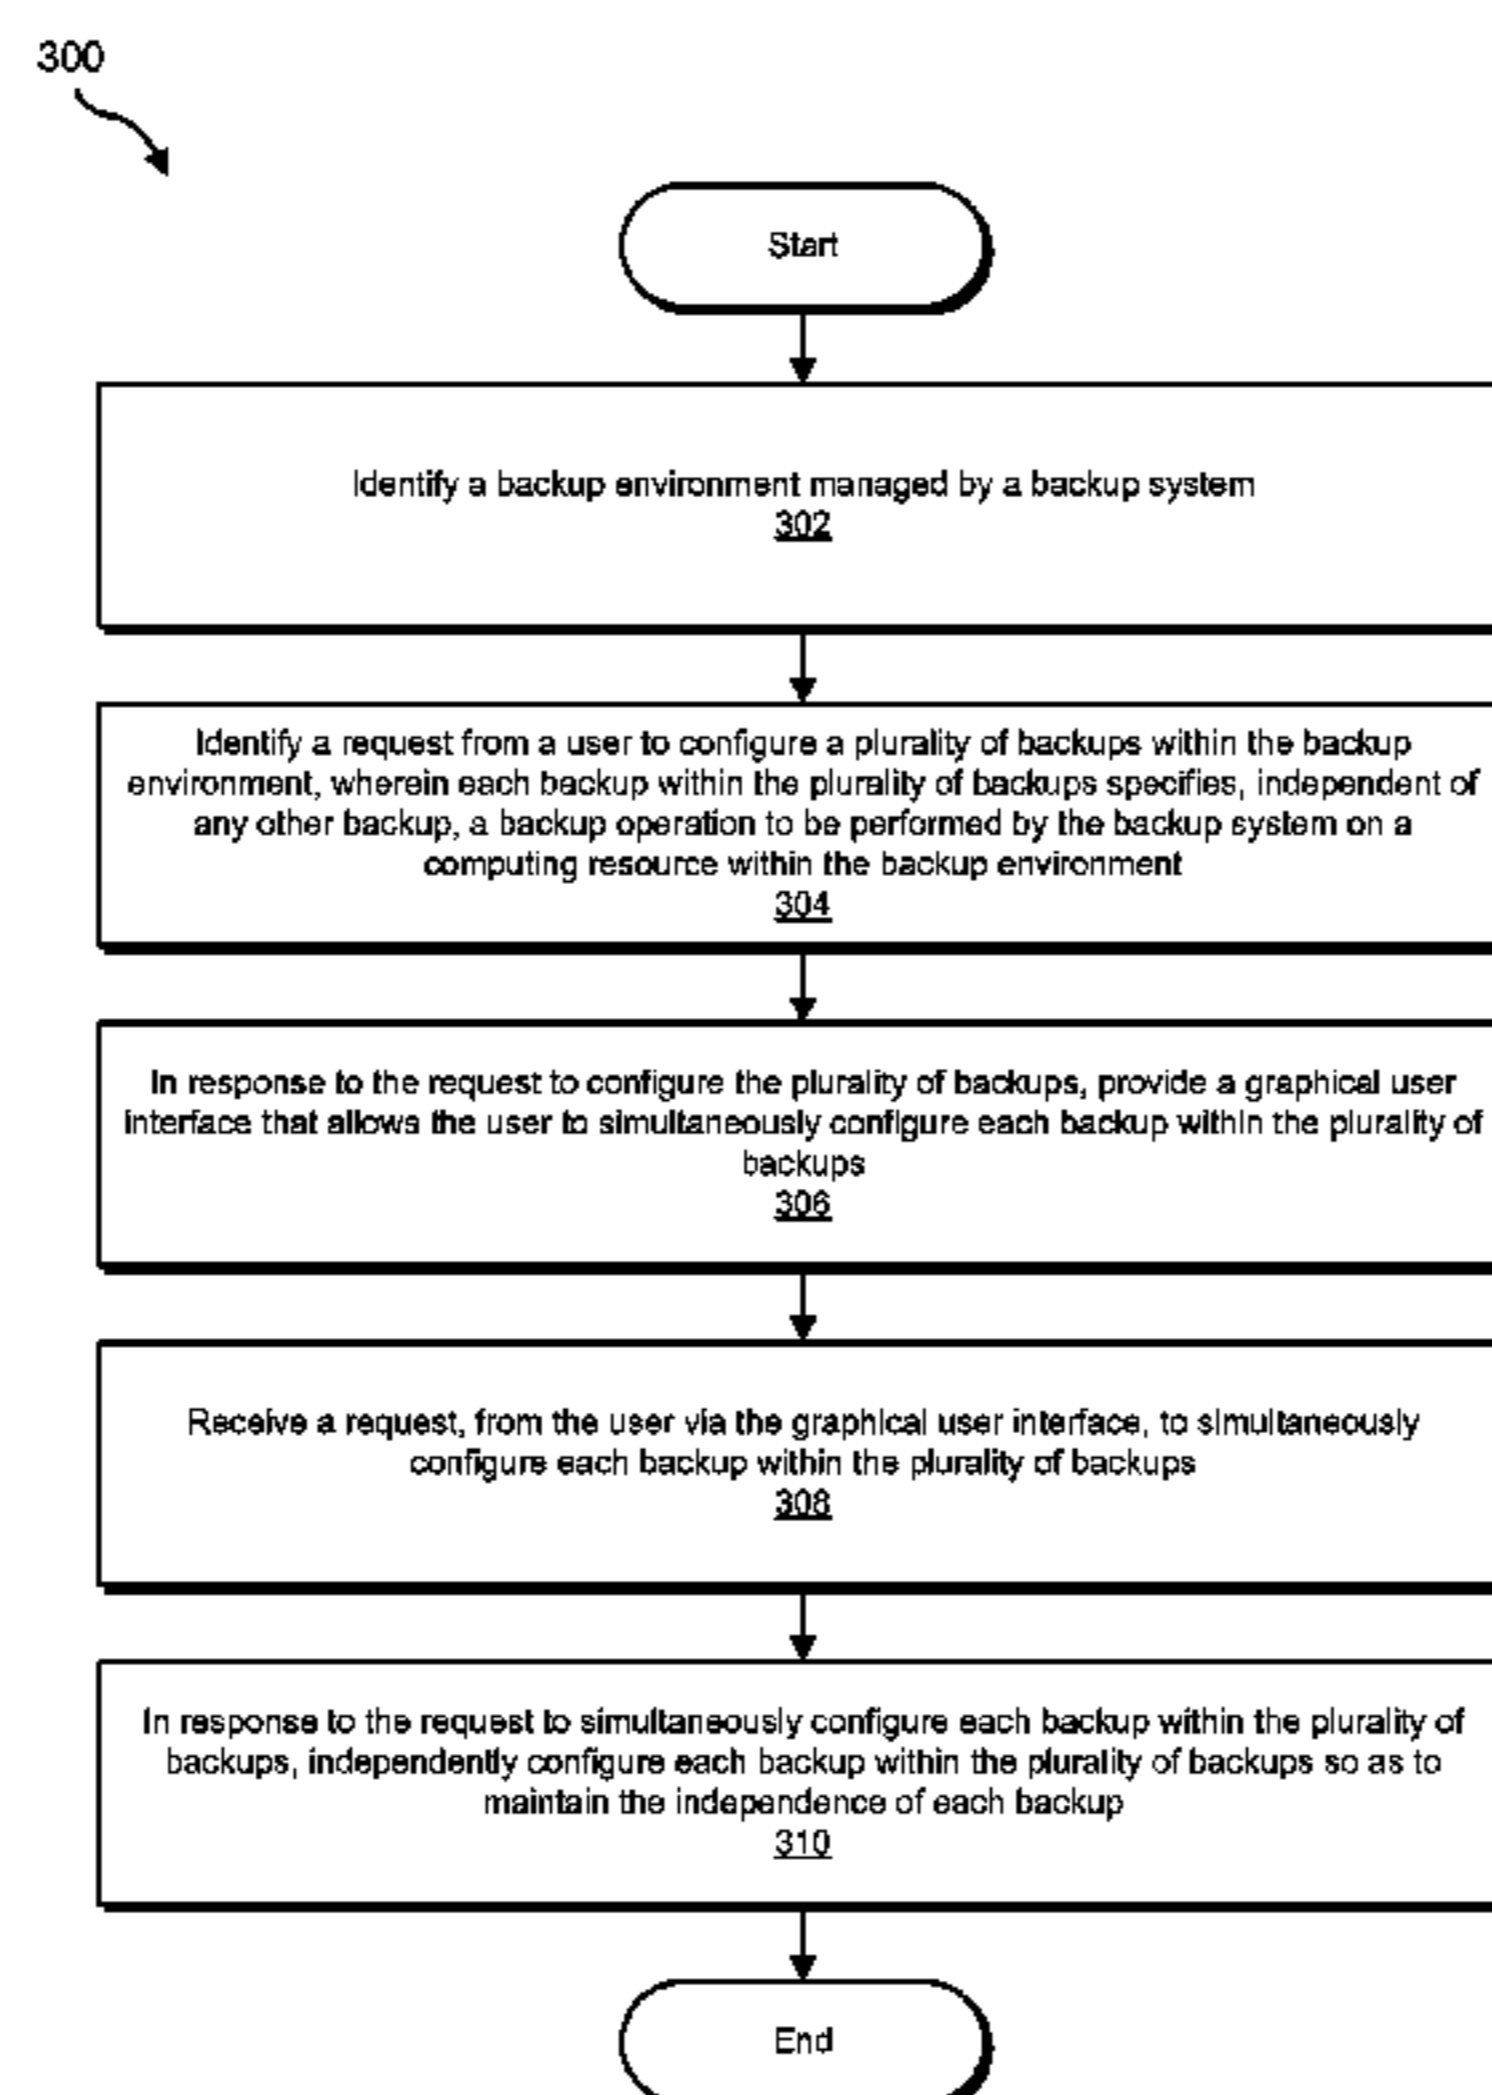 300
Start
Identify a backup environment managed by a backup system
302
Identify a request from a user to configure a plurality of backups within the backup
environment, wherein each backup within the plurality of backups specifies, independent of
any other backup, a backup operation to be performed by the backup system on a
computing resource within the backup environment
304
In response to the request to configure the plurality of backups, provide a graphical user
interface that allows the user to simultaneously configure each backup within the plurality of
backups
306
Receive a request, from the user via the graphical user interface, to simultaneously
configure each backup within the plurality of backups
308
In response to the request to simultaneously configure each backup within the plurality of
backups, independently configure each backup within the plurality of backups so as to
maintain the independence of each backup
310
End